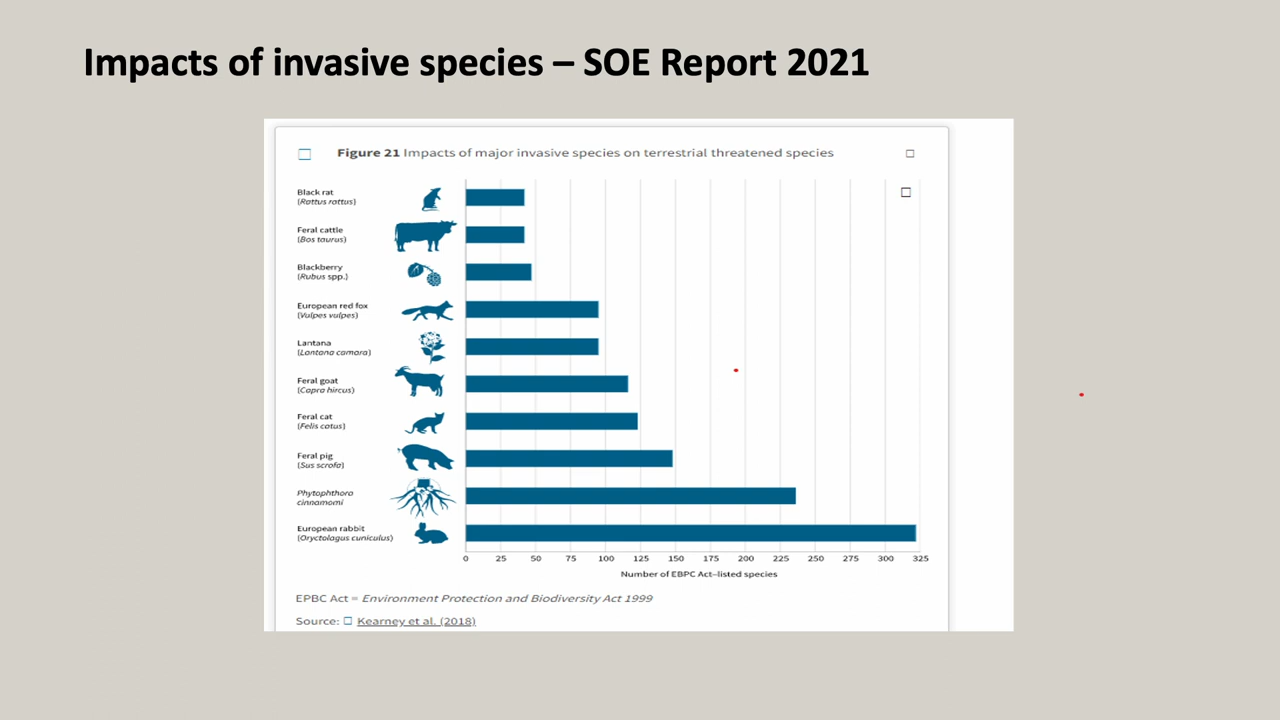 Impacts of invasive species – SOE Report 2021
Figure 21 Impacts of major invasive species on terrestrial threatened species
Black rat
(Rattus rattus)
Feral cattle
(Bos taurus)
Blackberry
(Rubus spp.)
European red fox
(Vulpes vulpes)
Lantana
(Lantana camara)
Feral goat
(Capra hircus)
Feral cat
(Felis catus)
Feral pig
(Sus scrofa)
Phytophthora
cinnamomi
European rabbit
(Oryctolagus cuniculus)
0 25 50 75 100 125 150 175 200 225 250 275 300 325
Number of EBPC Act–listed species
EPBC Act = Environment Protection and Biodiversity Act 1999
Source: Kearney et al. (2018)